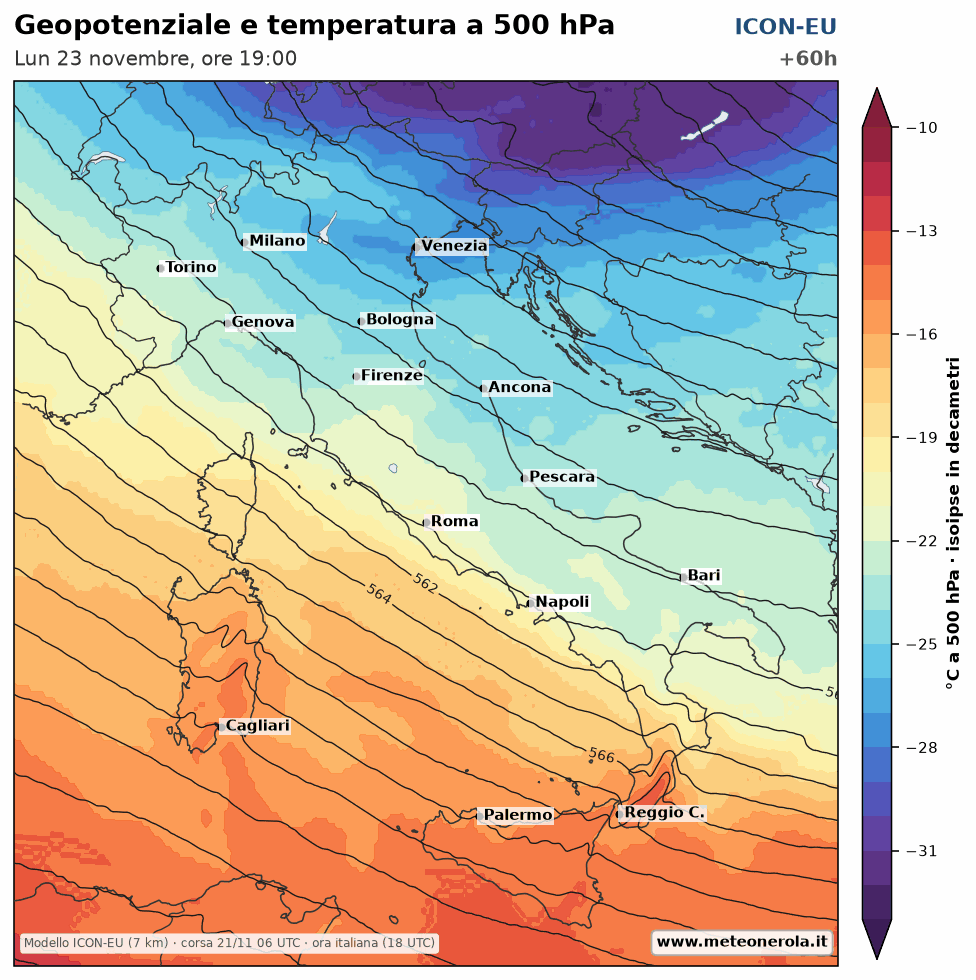 Geopotenziale e temperatura a 500 hPa
ICON-EU
Lun 23 novembre, ore 19:00
+60h
Milano
Venezia
Torino
Genova
Bologna
Firenze
Ancona
Pescara
Roma
Bari
562
564
Napoli
Cagliari
566
Palermo
Reggio C.
−10
−13
−16
−19
−22
−25
−28
−31
°C a 500 hPa · isoipse in decametri
Modello ICON-EU (7 km) · corsa 21/11 06 UTC · ora italiana (18 UTC)
www.meteonerola.it